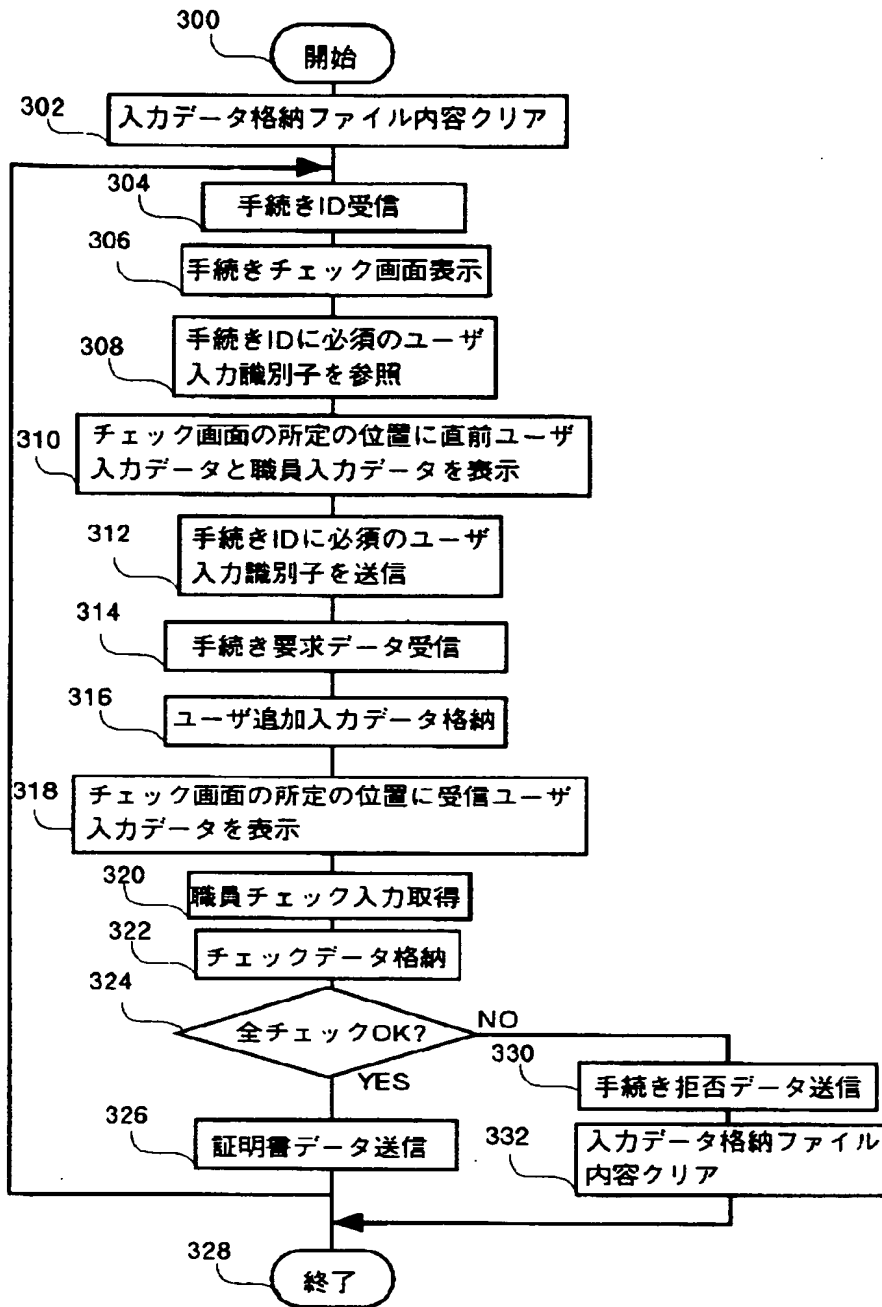 300
開始
302
入力データ格納ファイル内容クリア
304
手続きID受信
306
手続きチェック画面表示
308
手続きIDに必須のユーザ
入力識別子を参照
310
チェック画面の所定の位置に直前ユーザ
入力データと職員入力データを表示
312
手続きIDに必須のユーザ
入力識別子を送信
314
手続き要求データ受信
316
ユーザ追加入力データ格納
318
チェック画面の所定の位置に受信ユーザ
入力データを表示
320
職員チェック入力取得
322
チェックデータ格納
324
全チェックOK?
NO
YES
330
手続き拒否データ送信
326
証明書データ送信
332
入力データ格納ファイル
内容クリア
328
終了